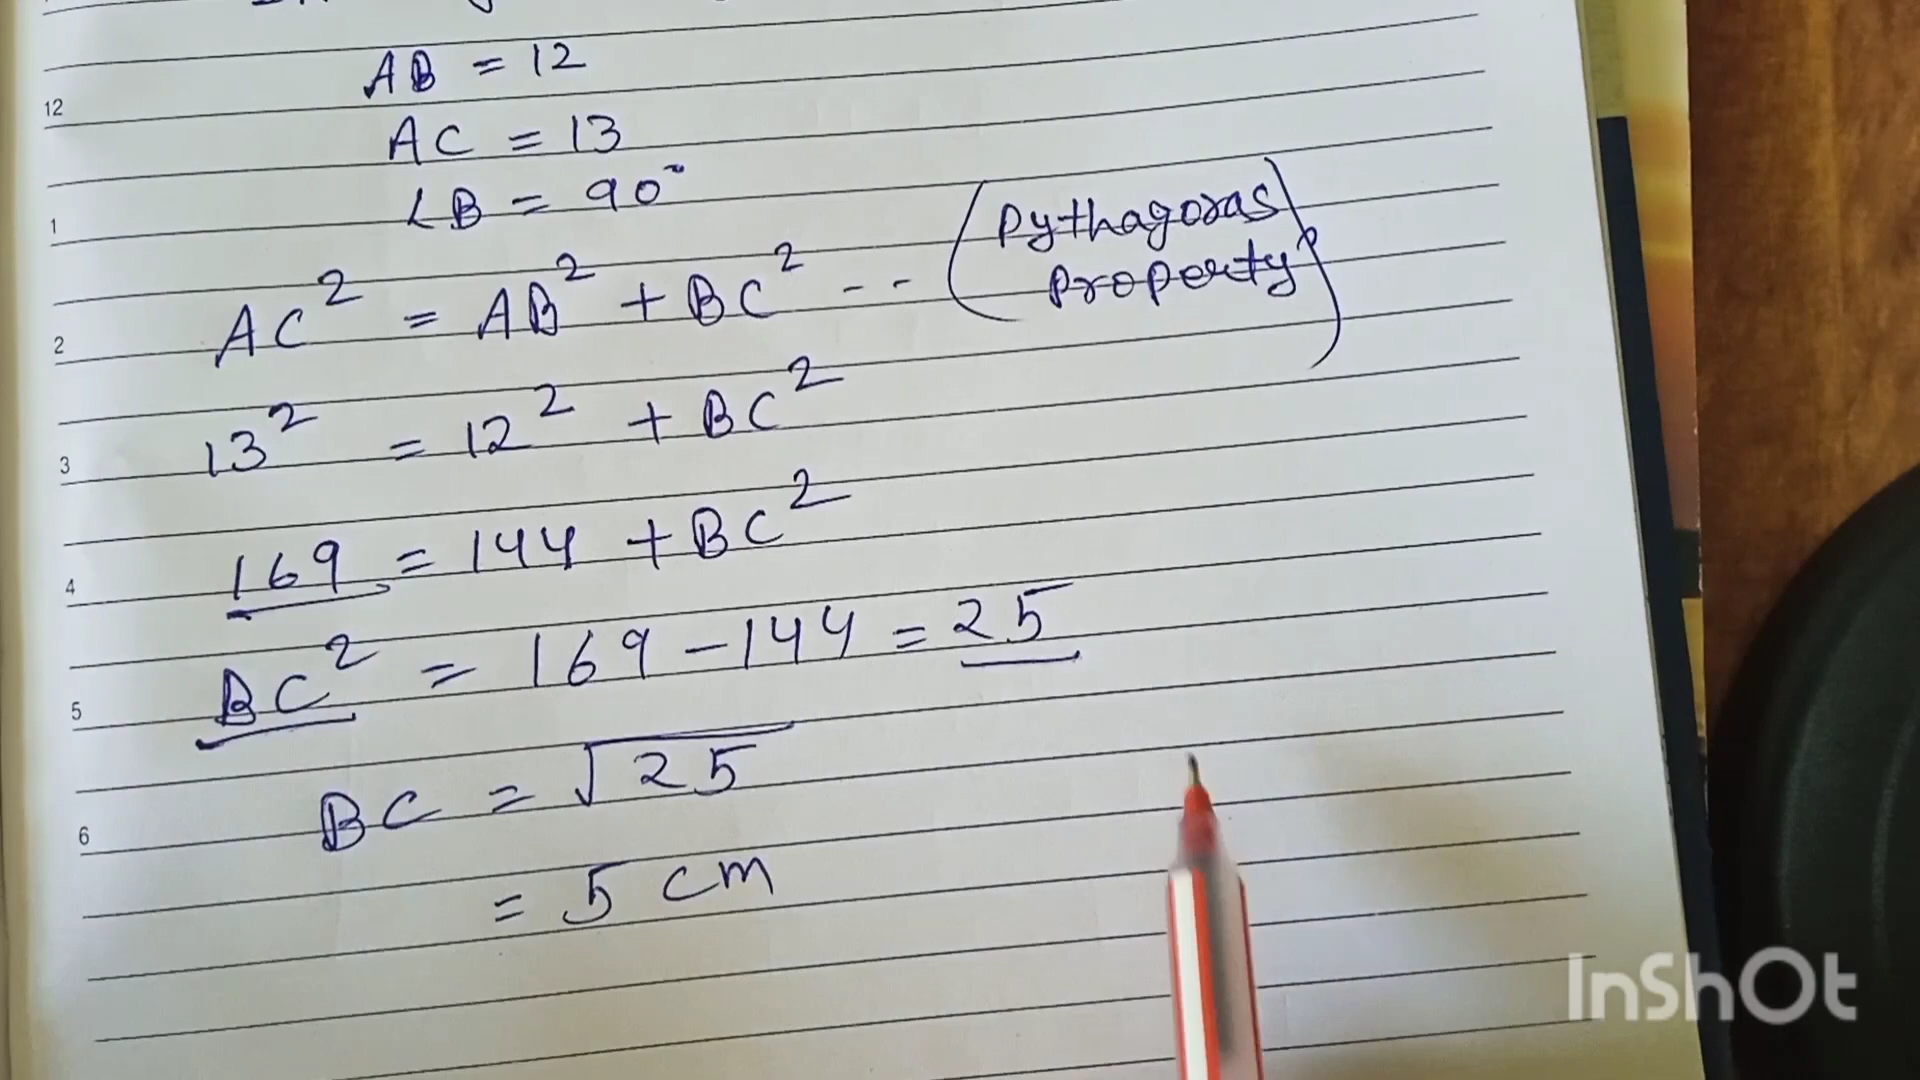 AB = 12
12
AC = 13
∠B = 90°
1
AC² = AB² + BC² -- (Pythagoras
Property)
2
13² = 12² + BC²
3
169 = 144 + BC²
4
BC² = 169 - 144 = 25
5
BC = √25
6
= 5 cm
InShOt